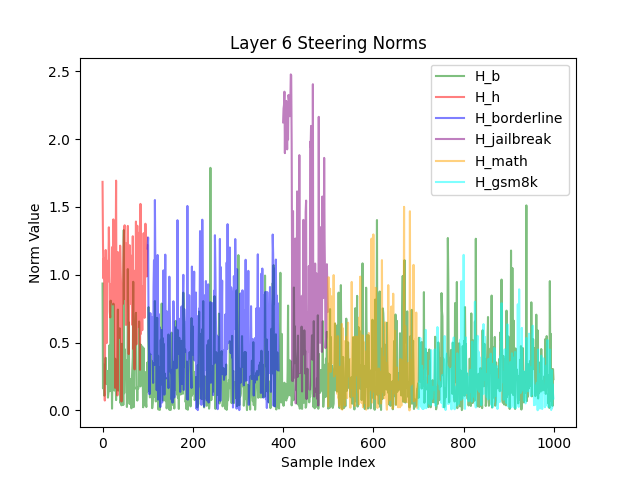 Layer 6 Steering Norms
Norm Value
2.5
2.0
1.5
1.0
0.5
0.0
H_b
H_h
H_borderline
H_jailbreak
H_math
H_gsm8k
0 200 400 600 800 1000
Sample Index